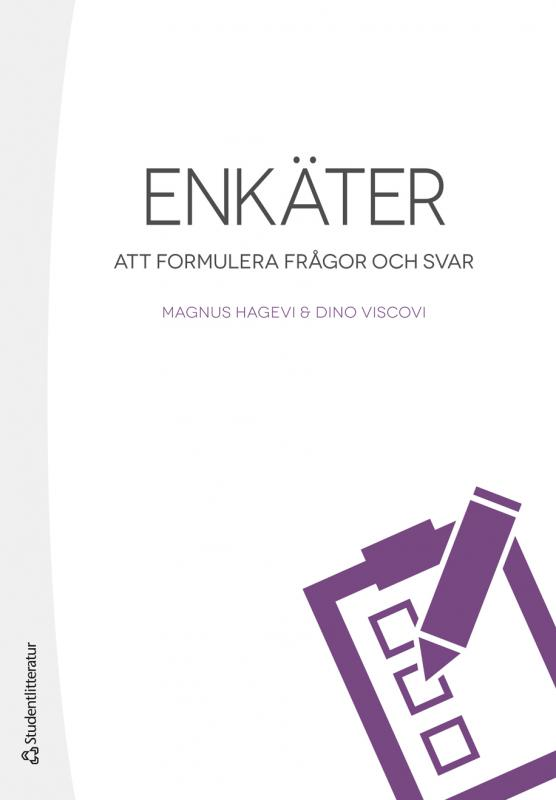 ENKÄTER
ATT FORMULERA FRÅGOR OCH SVAR
MAGNUS HAGEVI & DINO VISCOVI
Studentlitteratur